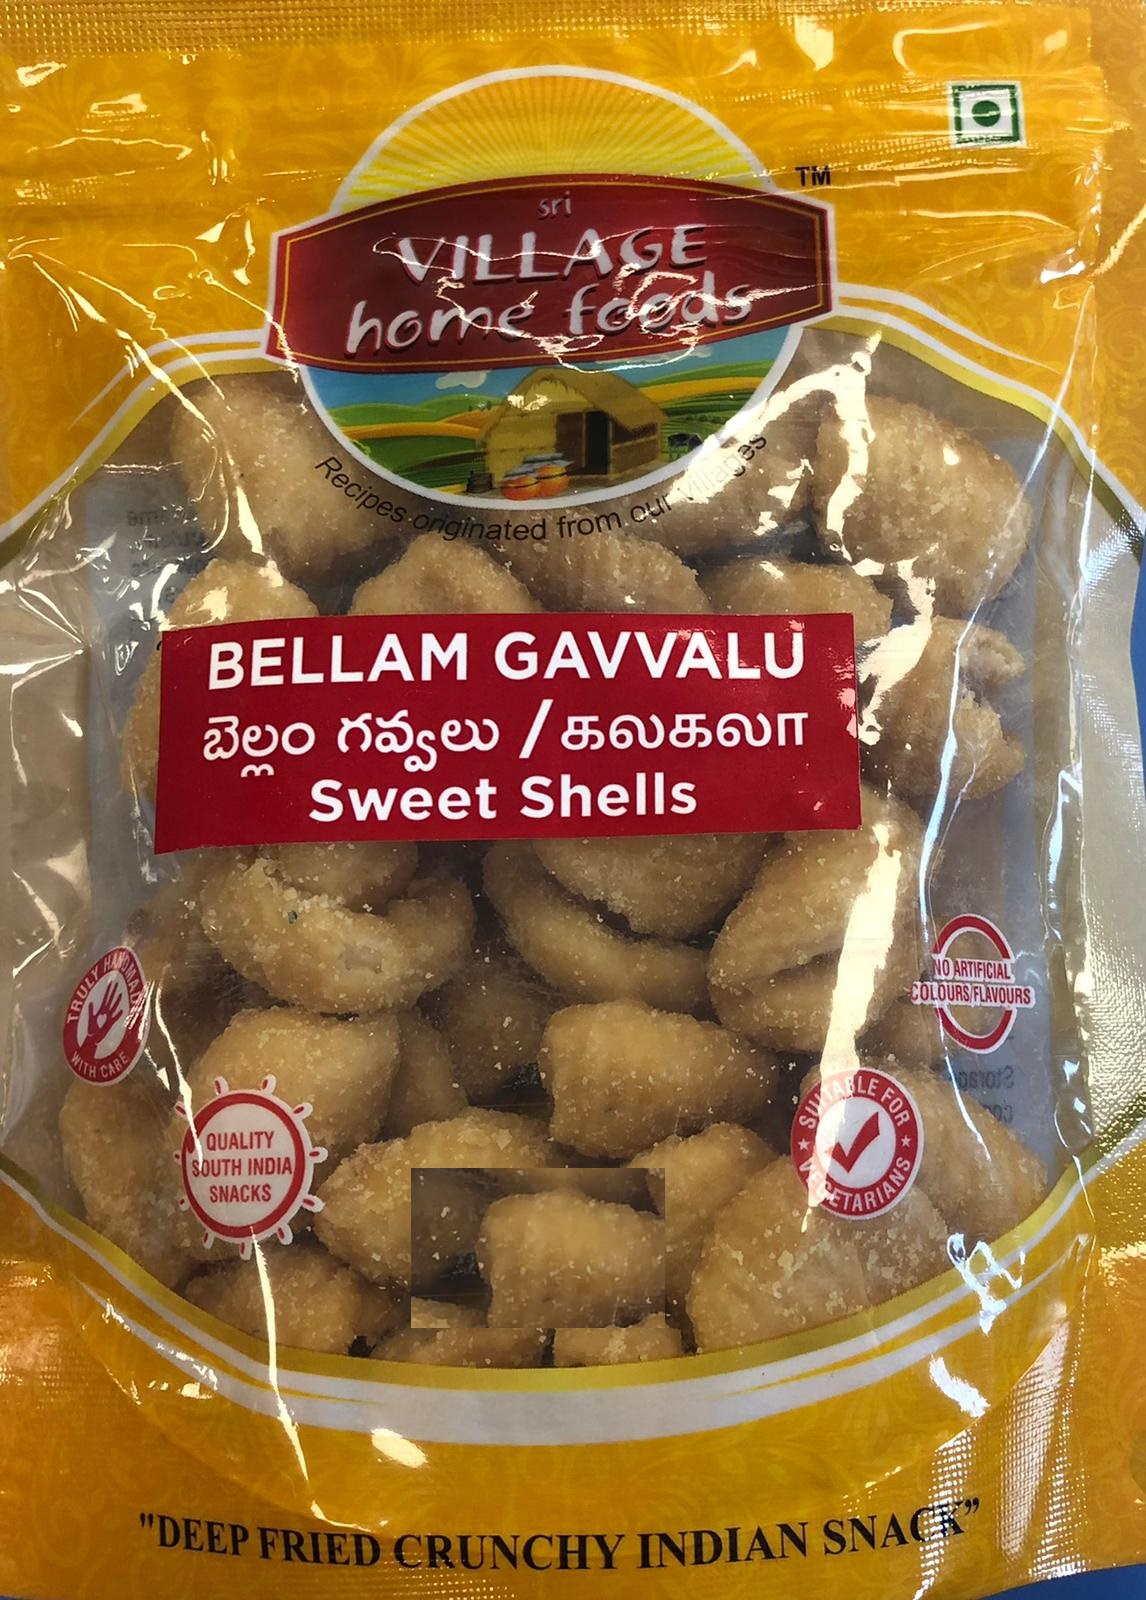 sri
VILLAGE
TM
home foods
Recipes originated from our Villages
BELLAM GAVVALU
బెల్లం గవ్వలు / கலகலா
Sweet Shells
TRULY HANDMADE
WITH CARE
NO ARTIFICIAL
COLOURS/FLAVOURS
QUALITY
SOUTH INDIA
SNACKS
SUITABLE FOR
VEGETARIANS
"DEEP FRIED CRUNCHY INDIAN SNACK"